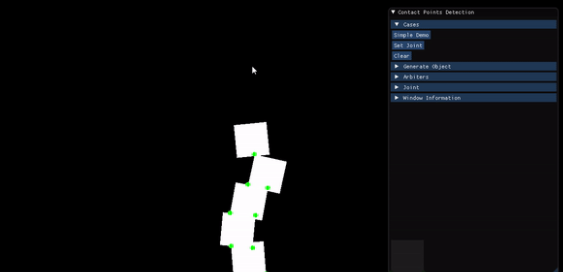 Contact Points Detection
Cases
Simple Demo
Set Joint
Clear
Generate Object
Arbiters
Joint
Window Information